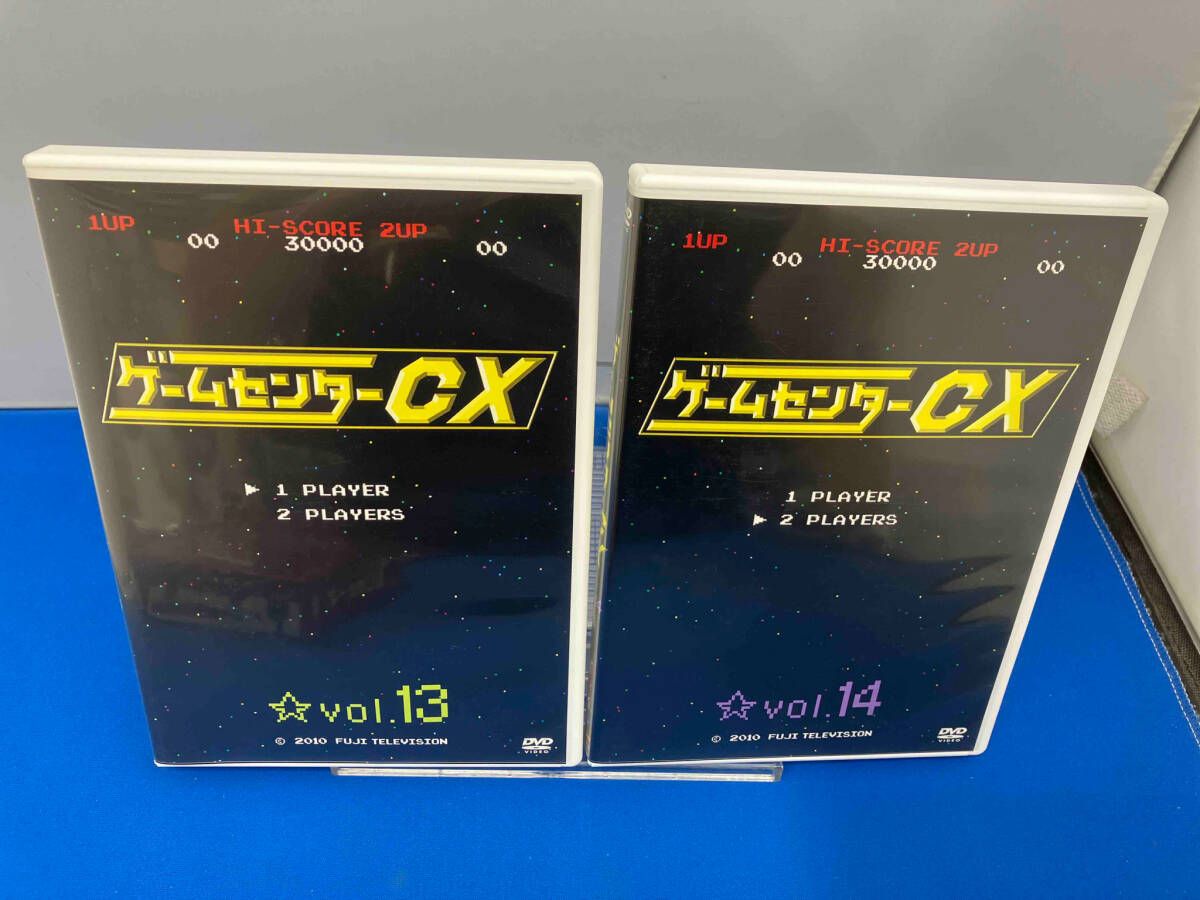 1UP HI-SCORE 2UP
00 30000 00
ゲームセンターCX
▶ 1 PLAYER
2 PLAYERS
☆ vol.13
© 2010 FUJI TELEVISION
DVD
VIDEO
1UP HI-SCORE 2UP
00 30000 00
ゲームセンターCX
1 PLAYER
▶ 2 PLAYERS
☆ vol.14
© 2010 FUJI TELEVISION
DVD
VIDEO